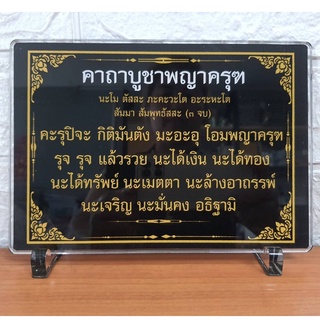 คาถาบูชาพญาครุฑ
นะโม ตัสสะ ภะคะวะโต อะระหะโต
สัมมา สัมพุทธัสสะ (๓ จบ)
คะรุปิจะ กิติมันตัง มะอะอุ โอมพญาครุฑ
รุจ รุจ แล้วรวย นะได้เงิน นะได้ทอง
นะได้ทรัพย์ นะเมตตา นะล้างอาถรรพ์
นะเจริญ นะมั่นคง อธิฐามิ